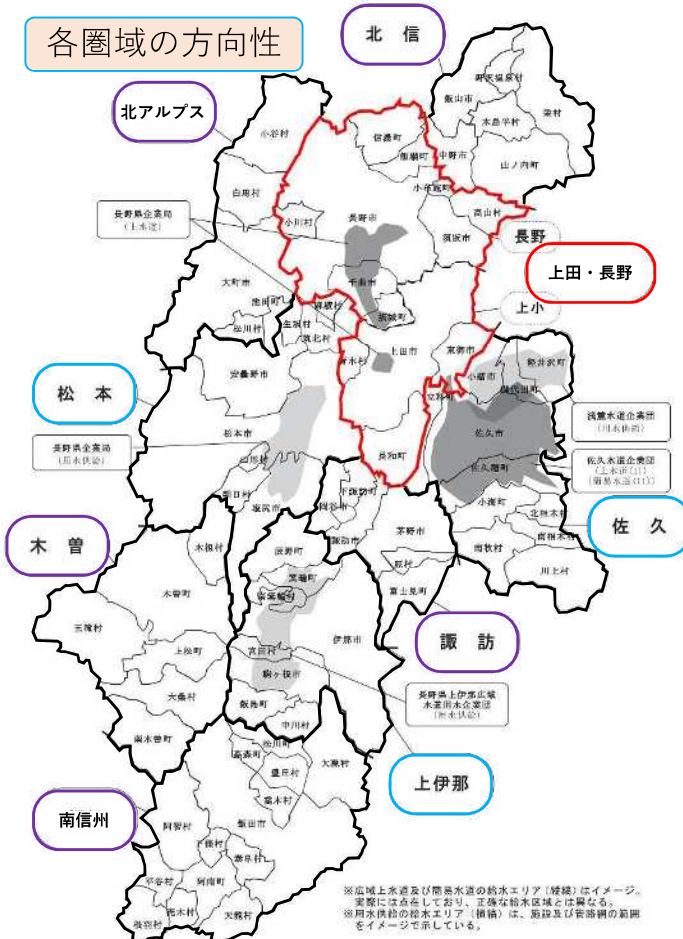 各圏域の方向性
北信
野沢温泉村
飯山市
栄村
木島平村
山ノ内町
中野市
北アルプス
小谷村
信濃町
飯綱町
小布施町
白馬村
高山村
長野県企業局
(上水道)
小川村
長野市
須坂市
長野
上田・長野
千曲市
大町市
池田町
麻績村
坂城町
上小
松川村
生坂村
筑北村
青木村
上田市
東御市
軽井沢町
小諸市
御代田町
安曇野市
立科町
松本
浅麓水道企業団
(用水供給)
松本市
佐久市
長野県企業局
(用水供給)
長和町
佐久水道企業団
(上水道(11)
(簡易水道(11))
山形村
佐久穂町
朝日村
下諏訪町
小海町
塩尻市
岡谷市
北相木村
佐久
茅野市
木曽
諏訪市
南相木村
辰野町
南牧村
木祖村
原村
川上村
箕輪町
富士見町
木曽町
南箕輪村
王滝村
諏訪
上松町
伊那市
宮田村
大桑村
駒ヶ根市
長野県上伊那広域
水道用水企業団
(用水供給)
飯島町
中川村
南木曽町
松川町
高森町
大鹿村
豊丘村
上伊那
喬木村
南信州
飯田市
阿智村
下條村
泰阜村
平谷村
阿南町
売木村
天龍村
根羽村
※広域上水道及び簡易水道の給水エリア(縦縞)はイメージ。
実際には点在しており、正確な給水区域とは異なる。
※用水供給の給水エリア(横縞)は、施設及び管路網の範囲
をイメージで示している。